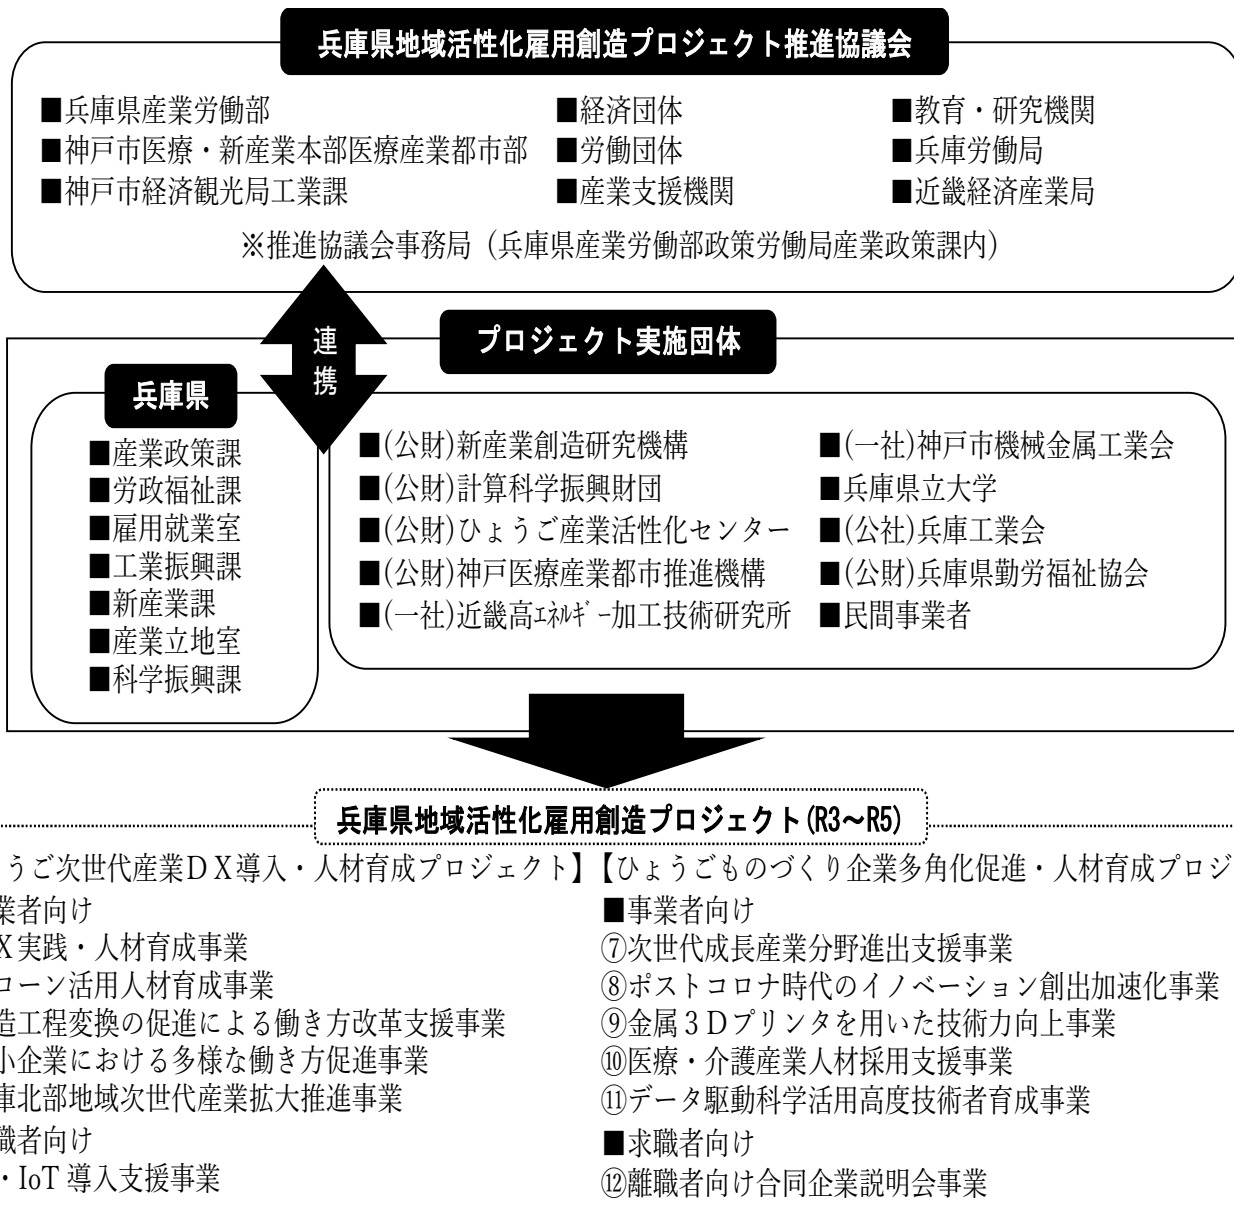 兵庫県地域活性化雇用創造プロジェクト推進協議会
■兵庫県産業労働部
■神戸市医療・新産業本部医療産業都市部
■神戸市経済観光局工業課
■経済団体
■労働団体
■産業支援機関
■教育・研究機関
■兵庫労働局
■近畿経済産業局
※推進協議会事務局（兵庫県産業労働部政策労働局産業政策課内）
連携
プロジェクト実施団体
兵庫県
■産業政策課
■労政福祉課
■雇用就業室
■工業振興課
■新産業課
■産業立地室
■科学振興課
■(公財)新産業創造研究機構
■(公財)計算科学振興財団
■(公財)ひょうご産業活性化センター
■(公財)神戸医療産業都市推進機構
■(一社)近畿高ｴﾈﾙｷﾞｰ加工技術研究所
■(一社)神戸市機械金属工業会
■兵庫県立大学
■(公社)兵庫工業会
■(公財)兵庫県勤労福祉協会
■民間事業者
兵庫県地域活性化雇用創造プロジェクト(R3～R5)
うご次世代産業ＤＸ導入・人材育成プロジェクト】
業者向け
Ｘ実践・人材育成事業
ローン活用人材育成事業
造工程変換の促進による働き方改革支援事業
小企業における多様な働き方促進事業
庫北部地域次世代産業拡大推進事業
職者向け
・IoT 導入支援事業
【ひょうごものづくり企業多角化促進・人材育成プロジ
■事業者向け
⑦次世代成長産業分野進出支援事業
⑧ポストコロナ時代のイノベーション創出加速化事業
⑨金属３Ｄプリンタを用いた技術力向上事業
⑩医療・介護産業人材採用支援事業
⑪データ駆動科学活用高度技術者育成事業
■求職者向け
⑫離職者向け合同企業説明会事業